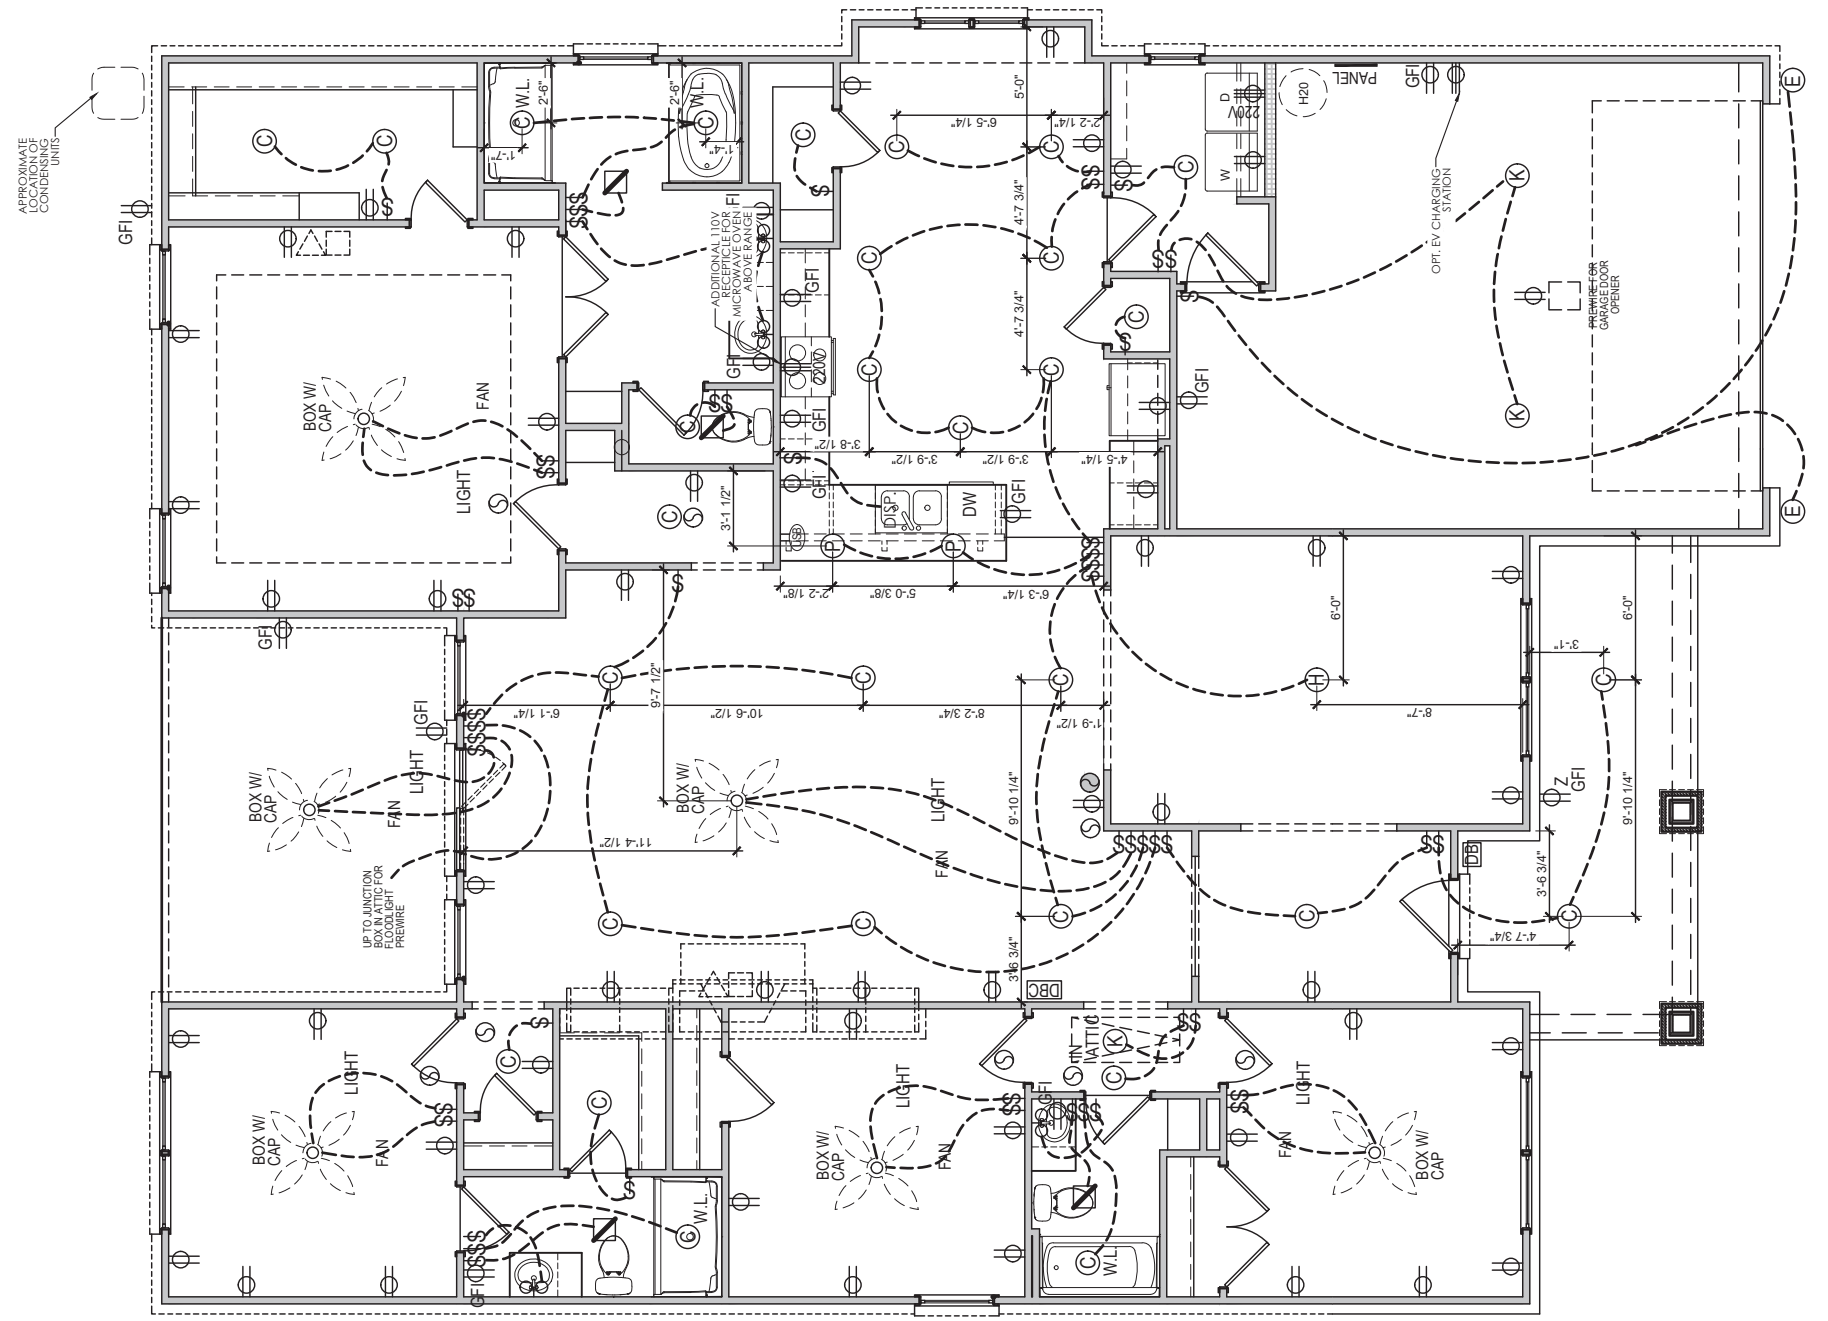 APPROXIMATE
LOCATION OF
CONDENSING
UNITS
GFI
W.L.
2'-6"
1'-7"
2'-6"
W.L.
1'-4"
C
C
C
C
C
$
$$$
GFI
ADDITIONAL 110V
RECEPTICLE FOR
MICROWAVE OVEN
ABOVE RANGE
GFI
GFI
220V
GFI
GFI
C
$
5'-0"
6'-5 1/4"
2'-2 1/4"
C
C
4'-7 3/4"
C
C
4'-7 3/4"
C
C
C
3'-8 1/2"
3'-9 1/2"
3'-9 1/2"
4'-5 1/4"
D
220V
W
H20
PANEL
GFI
OPT. EV CHARGING
STATION
E
K
K
PREWIRE FOR
GARAGE DOOR
OPENER
E
C
$
$$
$$
$
C
$
GFI
BOX W/
CAP
FAN
LIGHT
$$
S
C
S
C
$$
3'-1 1/2"
USB
DISP.
DW
GFI
P
P
$
$$$$
2'-2 1/8"
5'-0 3/8"
6'-3 1/4"
$$
GFI
$
GFI
$$$$
BOX W/
CAP
LIGHT
FAN
UP TO JUNCTION
BOX IN ATTIC FOR
FLOODLIGHT
PREWIRE
C
C
C
6'-1 1/4"
9'-7 1/2"
10'-6 1/2"
8'-2 3/4"
1'-9 1/2"
BOX W/
CAP
LIGHT
FAN
11'-4 1/2"
9'-10 1/4"
3'-6 3/4"
C
C
C
S
$$$$$
DBC
H
6'-0"
8'-7"
6'-0"
3'-1"
C
Z
GFI
9'-10 1/4"
3'-6 3/4"
4'-7 3/4"
C
C
$$
DB
BOX W/
CAP
LIGHT
FAN
$$
S
S
$
C
C
$
$$$$
GFI
C
W.L.
BOX W/
CAP
LIGHT
FAN
$$
S
S
IN
ATTIC
K
C
$$
S
GFI
$$$
C
W.L.
$$
LIGHT
FAN
BOX W/
CAP